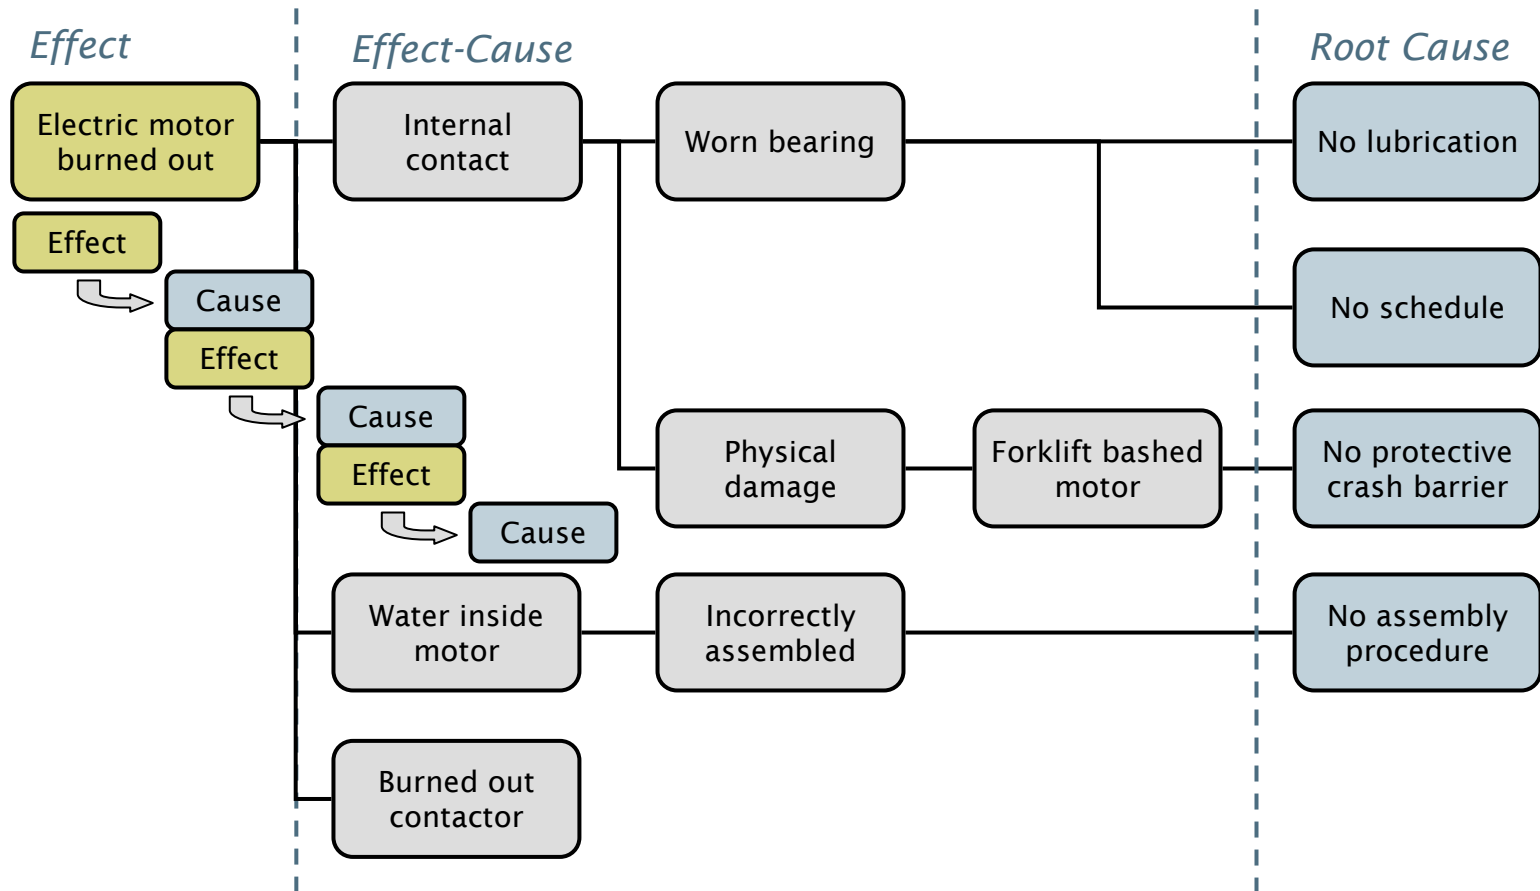 Effect
Effect-Cause
Root Cause
Electric motor
burned out
Internal
contact
Worn bearing
No lubrication
Effect
Cause
Effect
No schedule
Cause
Effect
Cause
Physical
damage
Forklift bashed
motor
No protective
crash barrier
Water inside
motor
Incorrectly
assembled
No assembly
procedure
Burned out
contactor